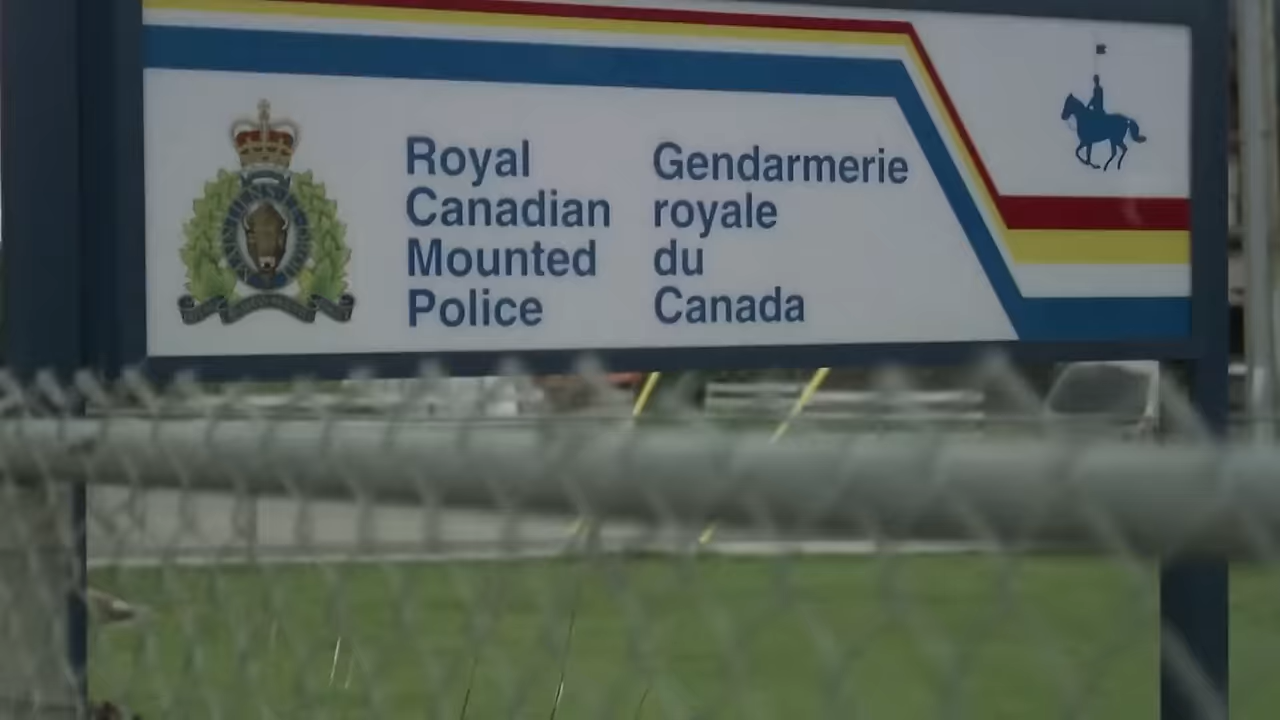 Royal
Canadian
Mounted
Police
Gendarmerie
royale
du
Canada